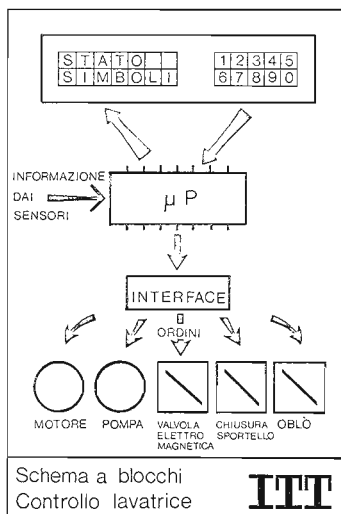 STATO
SIMBOLI
12345
67890
INFORMAZIONE
DAI
SENSORI
μP
INTERFACE
ORDINI
MOTORE
POMPA
VALVOLA
ELETTRO
MAGNETICA
CHIUSURA
SPORTELLO
OBLÒ
Schema a blocchi
Controllo lavatrice
ITT